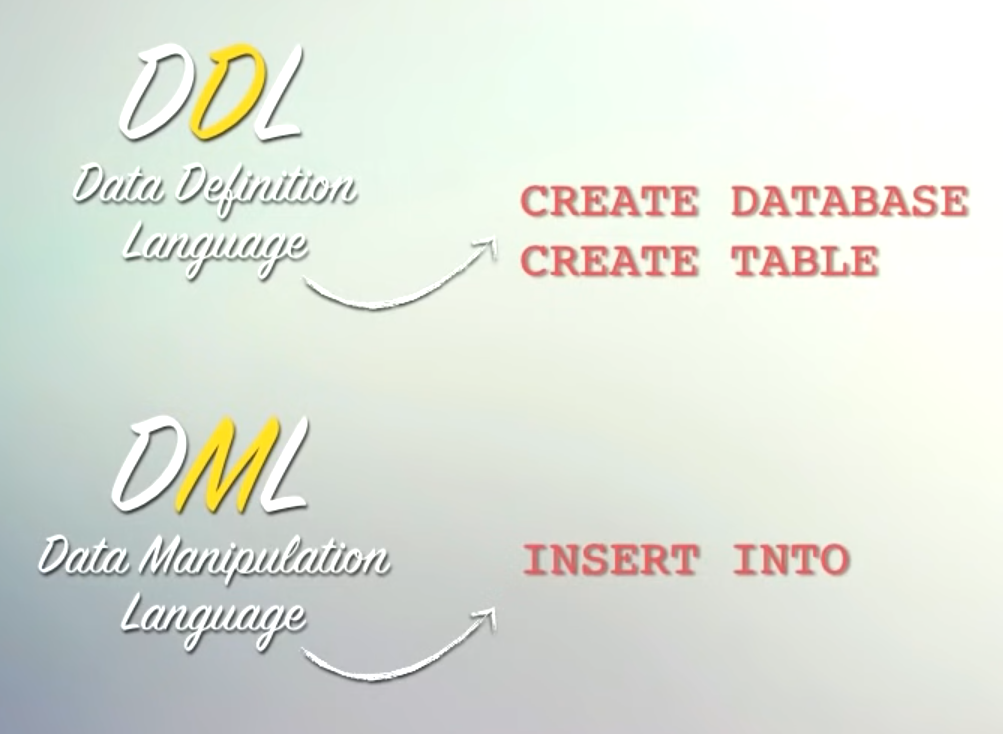 DDL
Data Definition
Language
CREATE DATABASE
CREATE TABLE
DML
Data Manipulation
Language
INSERT INTO